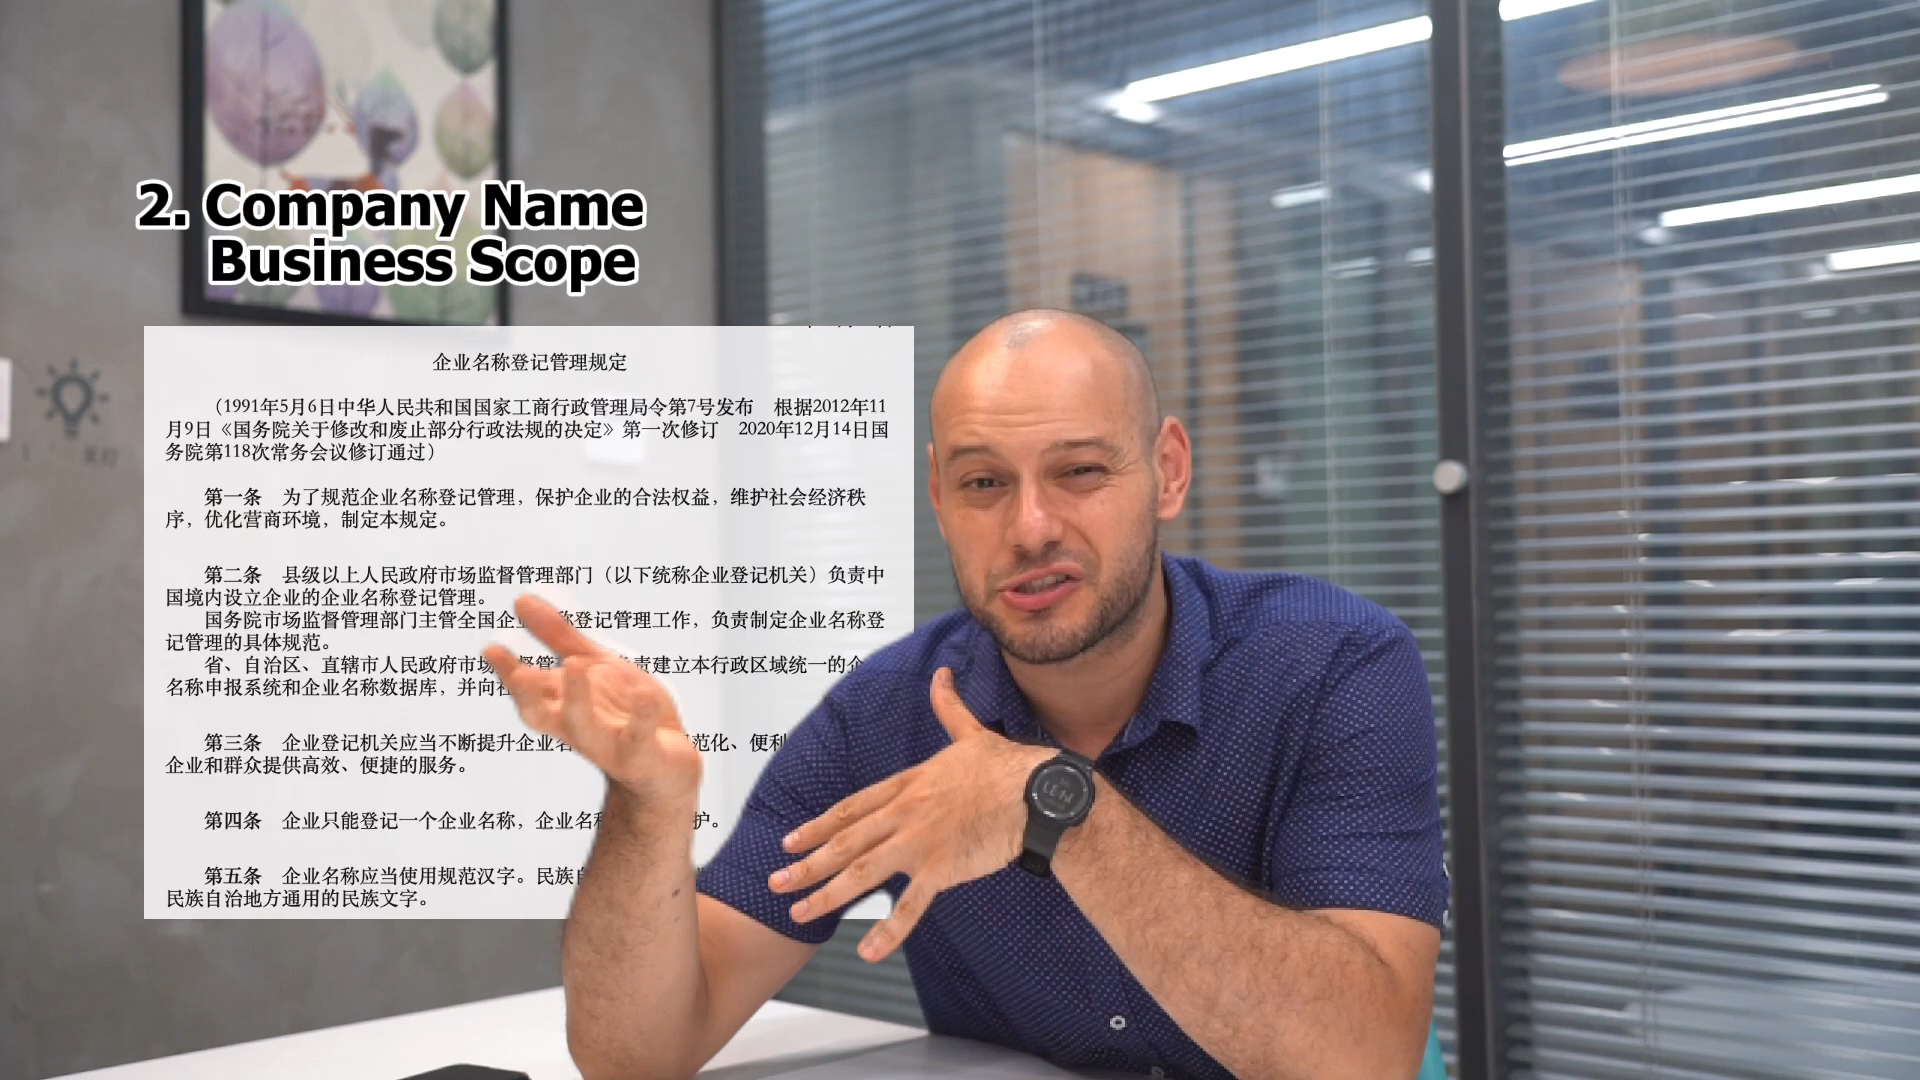 2. Company Name
Business Scope
企业名称登记管理规定
（1991年5月6日中华人民共和国国家工商行政管理局令第7号发布　根据2012年11
月9日《国务院关于修改和废止部分行政法规的决定》第一次修订　2020年12月14日国
务院第118次常务会议修订通过）
第一条　为了规范企业名称登记管理，保护企业的合法权益，维护社会经济秩
序，优化营商环境，制定本规定。
第二条　县级以上人民政府市场监督管理部门（以下统称企业登记机关）负责中
国境内设立企业的企业名称登记管理。
国务院市场监督管理部门主管全国企业 称登记管理工作，负责制定企业名称登
记管理的具体规范。
省、自治区、直辖市人民政府市场 督管 责建立本行政区域统一的企
名称申报系统和企业名称数据库，并向社
第三条　企业登记机关应当不断提升企业名 范化、便利
企业和群众提供高效、便捷的服务。
第四条　企业只能登记一个企业名称，企业名称 护。
第五条　企业名称应当使用规范汉字。民族自
民族自治地方通用的民族文字。